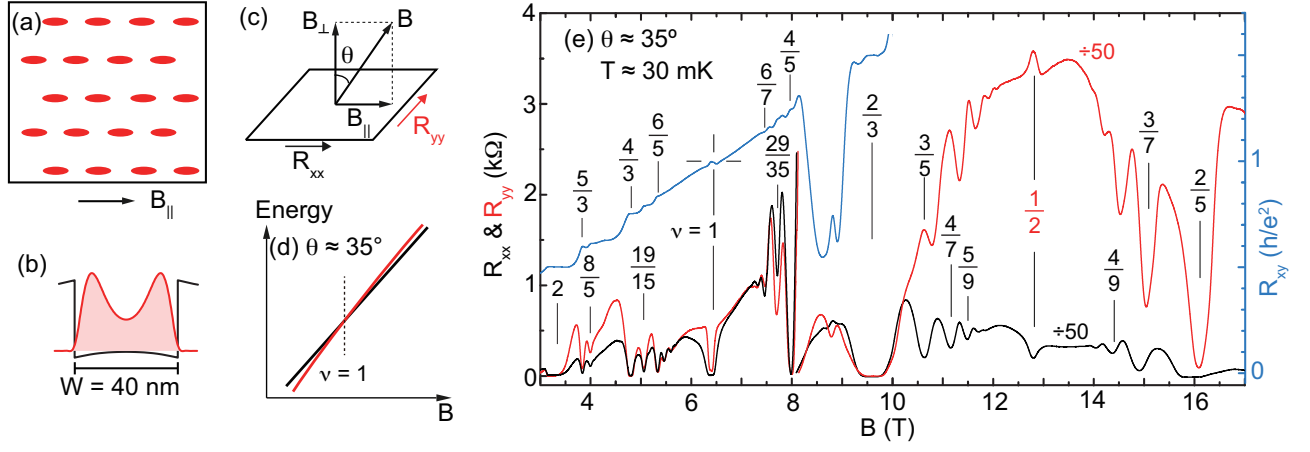 (a)
B||
(b)
W = 40 nm
(c)
B⊥
B
θ
B||
Rxx
Ryy
Energy
(d) θ ≈ 35°
ν = 1
B
(e) θ ≈ 35º
T ≈ 30 mK
Rxx & Ryy (kΩ)
4
3
2
1
0
2
5/3
8/5
4/3
19/15
6/5
ν = 1
6/7
29/35
4/5
2/3
3/5
4/7
5/9
1/2
4/9
3/7
2/5
÷50
÷50
4
6
8
10
12
14
16
B (T)
1
0
Rxy (h/e²)